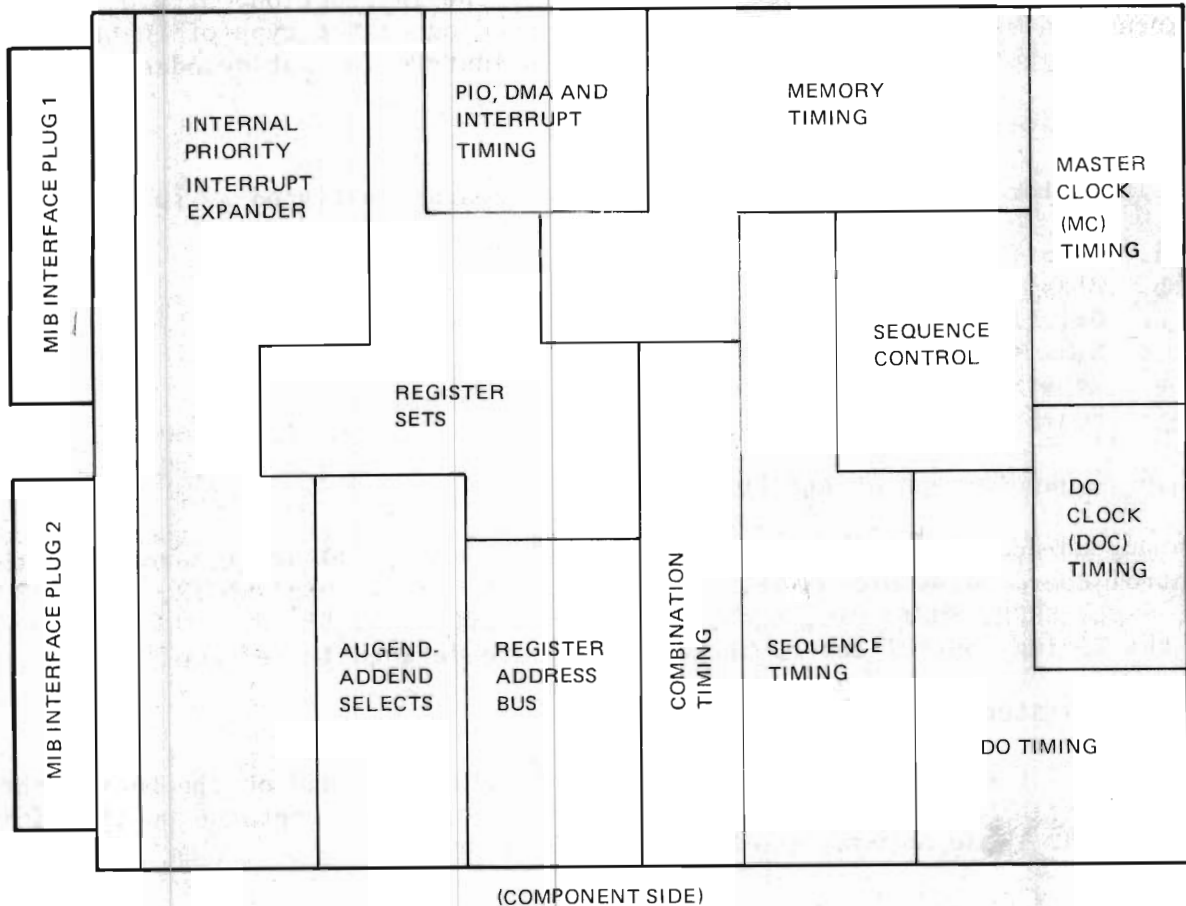 MIB INTERFACE PLUG 1
INTERNAL
PRIORITY
INTERRUPT
EXPANDER
PIO, DMA AND
INTERRUPT
TIMING
MEMORY
TIMING
MASTER
CLOCK
(MC)
TIMING
SEQUENCE
CONTROL
REGISTER
SETS
MIB INTERFACE PLUG 2
AUGEND-
ADDEND
SELECTS
REGISTER
ADDRESS
BUS
COMBINATION
TIMING
SEQUENCE
TIMING
DO
CLOCK
(DOC)
TIMING
DO TIMING
(COMPONENT SIDE)